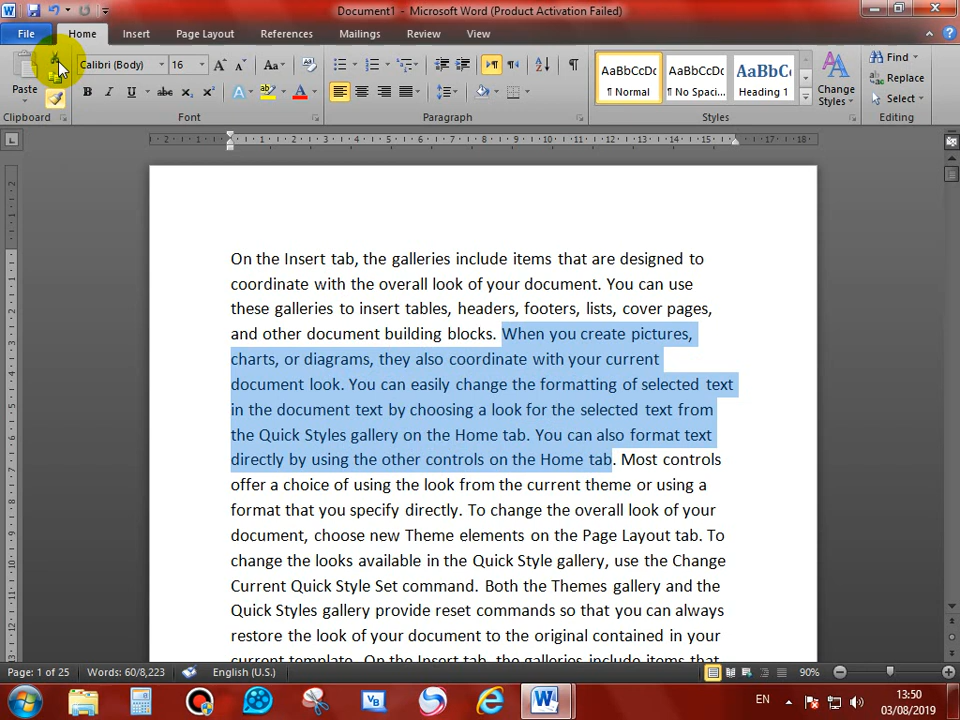 Document1 - Microsoft Word (Product Activation Failed)
File Home Insert Page Layout References Mailings Review View
Calibri (Body) 16
Paste
Clipboard Font Paragraph Styles Editing
AaBbCcDc AaBbCcDc AaBbC
¶ Normal ¶ No Spaci... Heading 1
Change Styles
Find
Replace
Select
On the Insert tab, the galleries include items that are designed to
coordinate with the overall look of your document. You can use
these galleries to insert tables, headers, footers, lists, cover pages,
and other document building blocks. When you create pictures,
charts, or diagrams, they also coordinate with your current
document look. You can easily change the formatting of selected text
in the document text by choosing a look for the selected text from
the Quick Styles gallery on the Home tab. You can also format text
directly by using the other controls on the Home tab. Most controls
offer a choice of using the look from the current theme or using a
format that you specify directly. To change the overall look of your
document, choose new Theme elements on the Page Layout tab. To
change the looks available in the Quick Style gallery, use the Change
Current Quick Style Set command. Both the Themes gallery and the
Quick Styles gallery provide reset commands so that you can always
restore the look of your document to the original contained in your
current template. On the Insert tab, the galleries include items that
Page: 1 of 25 Words: 60/8,223 English (U.S.) 90%
EN 13:50
03/08/2019